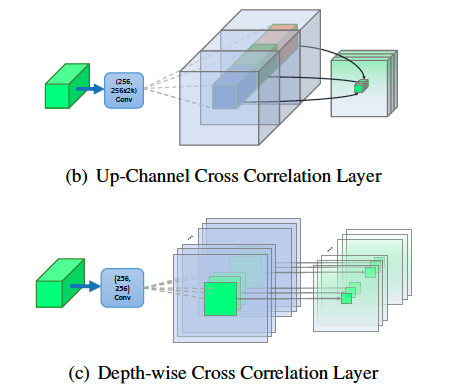 (256,
256x2k)
Conv
(b) Up-Channel Cross Correlation Layer
(256,
256)
Conv
(c) Depth-wise Cross Correlation Layer